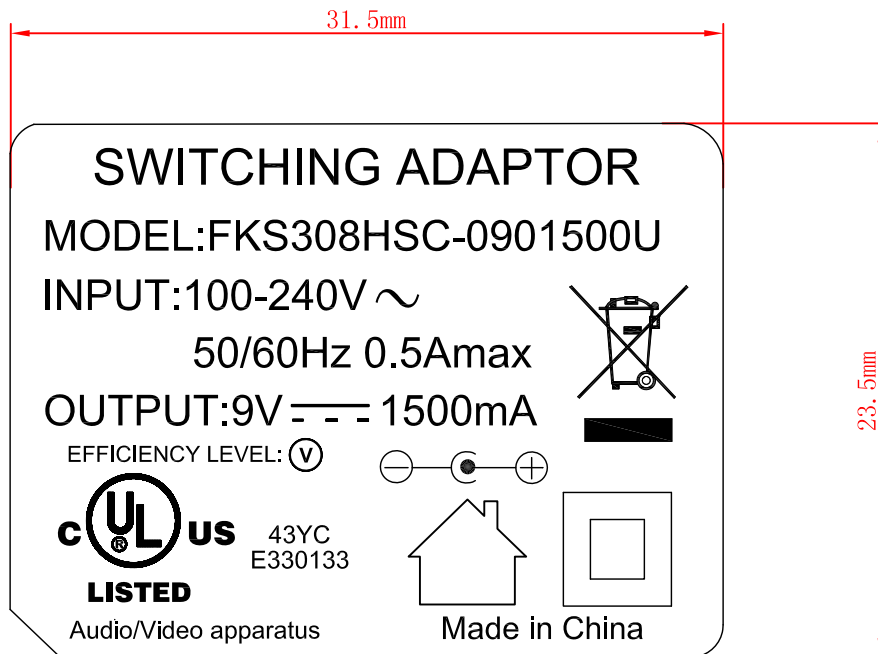 31.5mm
SWITCHING ADAPTOR
MODEL:FKS308HSC-0901500U
INPUT:100-240V ~
50/60Hz 0.5Amax
OUTPUT:9V ⎓ 1500mA
EFFICIENCY LEVEL: V
C UL ® US
LISTED
43YC
E330133
Audio/Video apparatus
Made in China
23.5mm